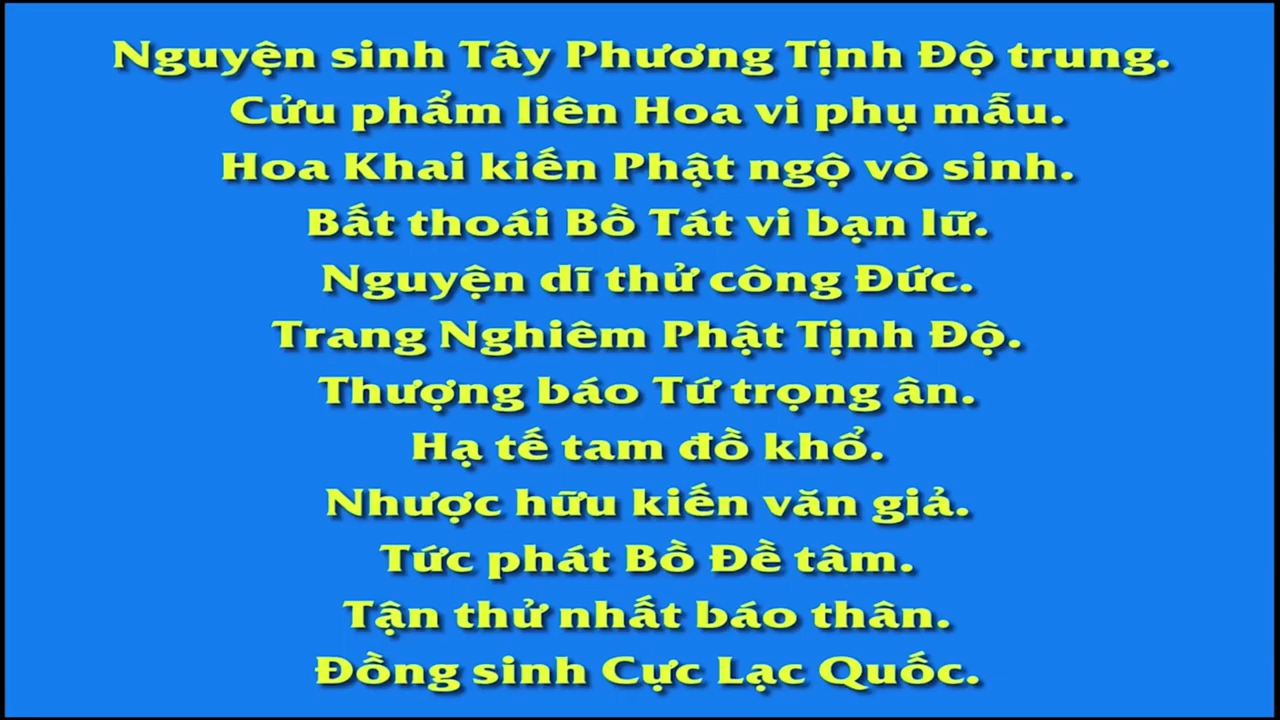 Nguyện sinh Tây Phương Tịnh Độ trung.
Cửu phẩm liên Hoa vi phụ mẫu.
Hoa Khai kiến Phật ngộ vô sinh.
Bất thoái Bồ Tát vi bạn lữ.
Nguyện dĩ thử công Đức.
Trang Nghiêm Phật Tịnh Độ.
Thượng báo Tứ trọng ân.
Hạ tế tam đồ khổ.
Nhược hữu kiến văn giả.
Tức phát Bồ Đề tâm.
Tận thử nhất báo thân.
Đồng sinh Cực Lạc Quốc.